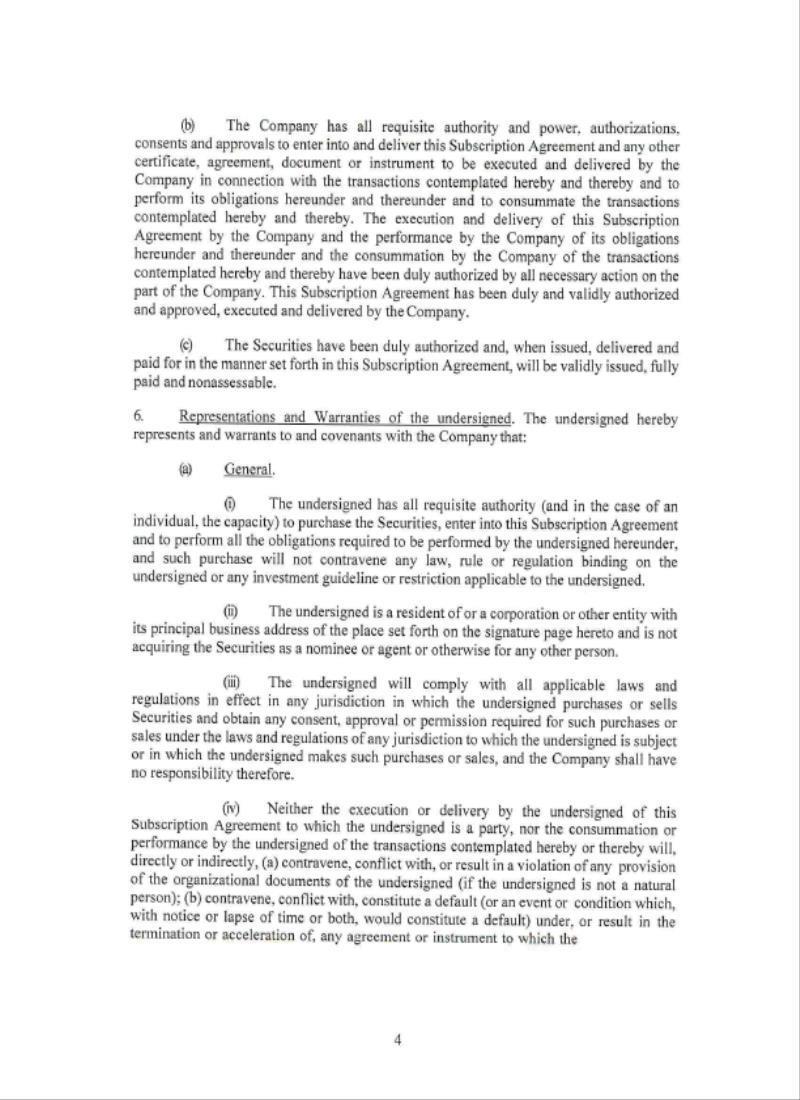 (b) The Company has all requisite authority and power, authorizations,
consents and approvals to enter into and deliver this Subscription Agreement and any other
certificate, agreement, document or instrument to be executed and delivered by the
Company in connection with the transactions contemplated hereby and thereby and to
perform its obligations hereunder and thereunder and to consummate the transactions
contemplated hereby and thereby. The execution and delivery of this Subscription
Agreement by the Company and the performance by the Company of its obligations
hereunder and thereunder and the consummation by the Company of the transactions
contemplated hereby and thereby have been duly authorized by all necessary action on the
part of the Company. This Subscription Agreement has been duly and validly authorized
and approved, executed and delivered by the Company.
(c) The Securities have been duly authorized and, when issued, delivered and
paid for in the manner set forth in this Subscription Agreement, will be validly issued, fully
paid and nonassessable.
6. Representations and Warranties of the undersigned. The undersigned hereby
represents and warrants to and covenants with the Company that:
(a) General.
(i) The undersigned has all requisite authority (and in the case of an
individual, the capacity) to purchase the Securities, enter into this Subscription Agreement
and to perform all the obligations required to be performed by the undersigned hereunder,
and such purchase will not contravene any law, rule or regulation binding on the
undersigned or any investment guideline or restriction applicable to the undersigned.
(ii) The undersigned is a resident of or a corporation or other entity with
its principal business address of the place set forth on the signature page hereto and is not
acquiring the Securities as a nominee or agent or otherwise for any other person.
(iii) The undersigned will comply with all applicable laws and
regulations in effect in any jurisdiction in which the undersigned purchases or sells
Securities and obtain any consent, approval or permission required for such purchases or
sales under the laws and regulations of any jurisdiction to which the undersigned is subject
or in which the undersigned makes such purchases or sales, and the Company shall have
no responsibility therefore.
(iv) Neither the execution or delivery by the undersigned of this
Subscription Agreement to which the undersigned is a party, nor the consummation or
performance by the undersigned of the transactions contemplated hereby or thereby will,
directly or indirectly, (a) contravene, conflict with, or result in a violation of any provision
of the organizational documents of the undersigned (if the undersigned is not a natural
person); (b) contravene, conflict with, constitute a default (or an event or condition which,
with notice or lapse of time or both, would constitute a default) under, or result in the
termination or acceleration of, any agreement or instrument to which the
4